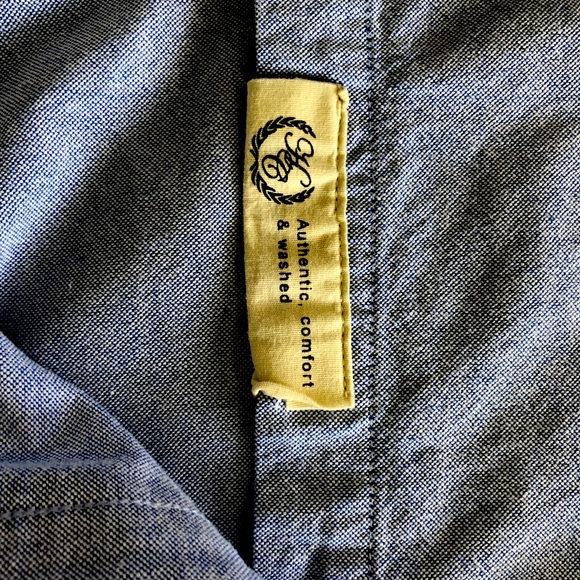 Authentic, comfort
& washed